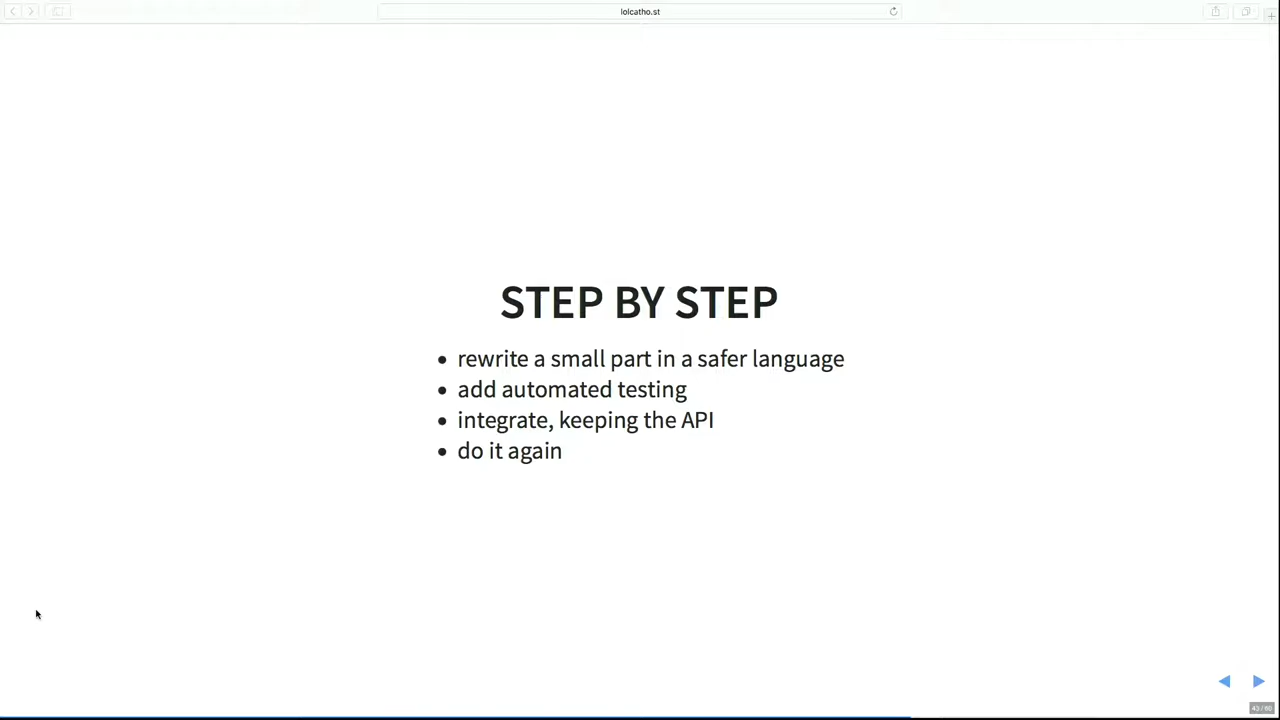 lolcatho.st
STEP BY STEP
• rewrite a small part in a safer language
• add automated testing
• integrate, keeping the API
• do it again